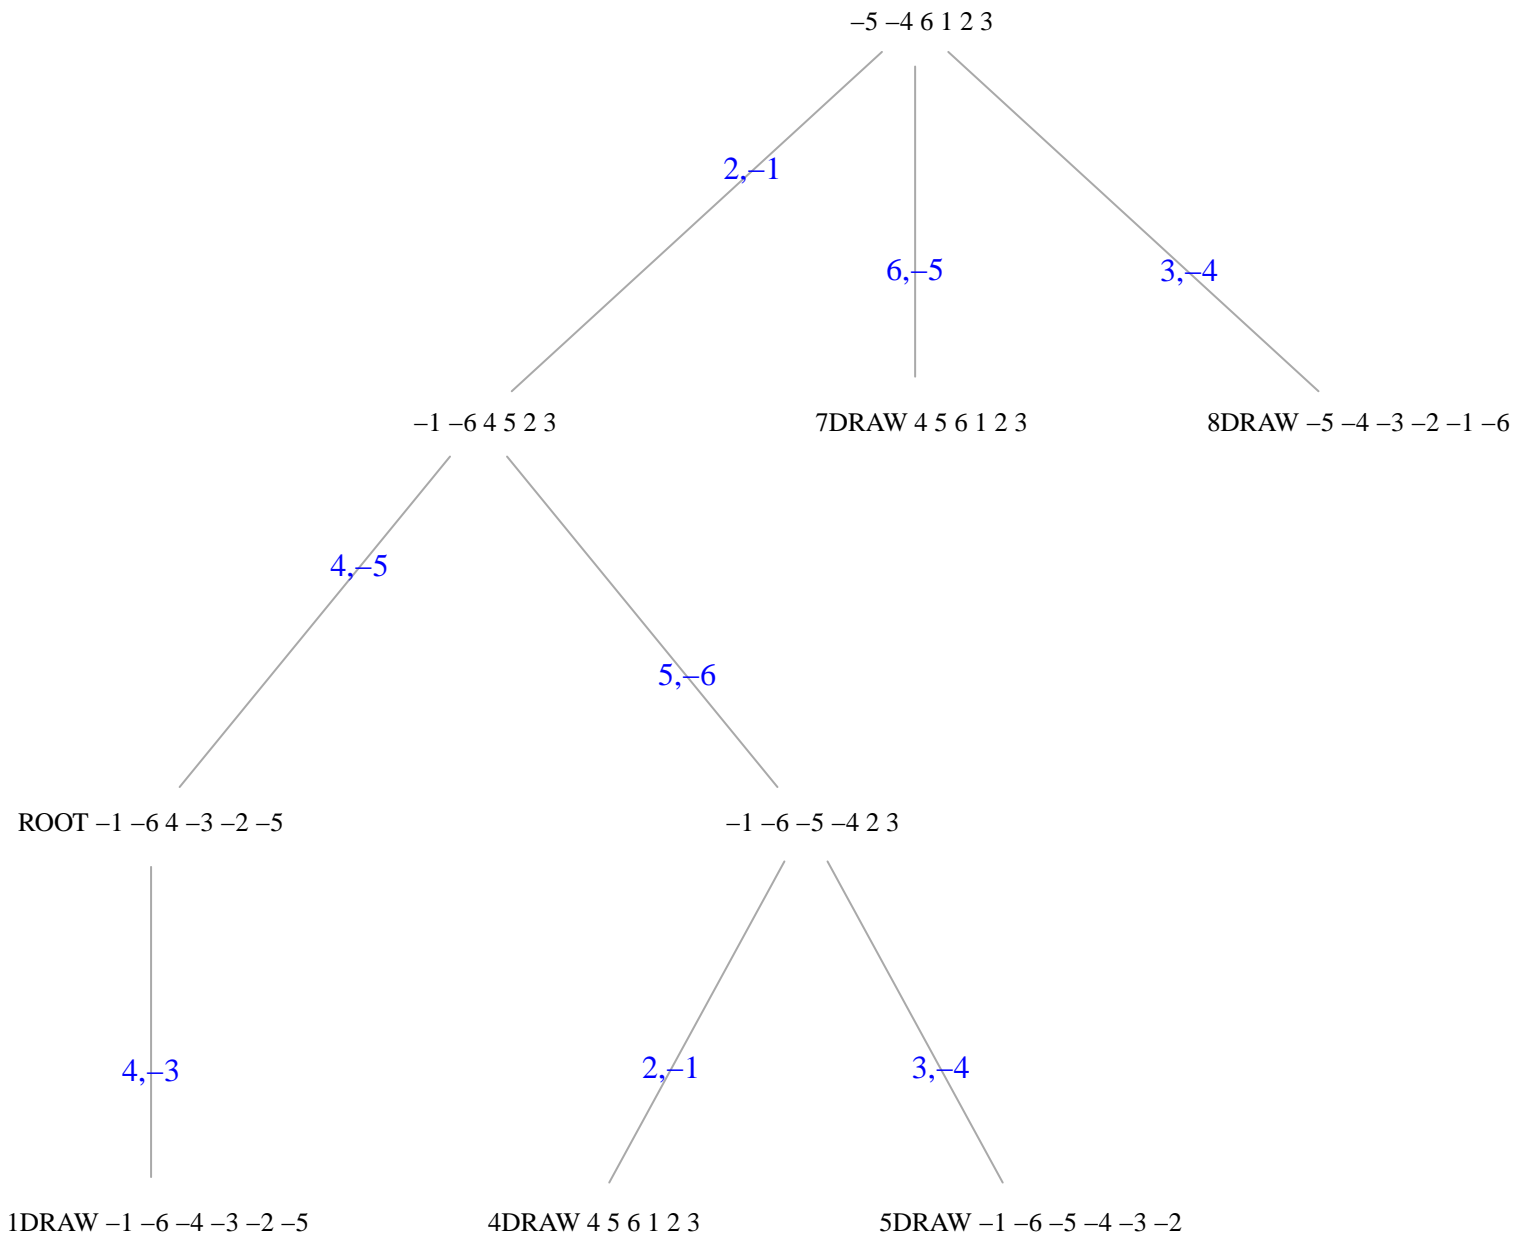 –5 –4 6 1 2 3
2,–1
6,–5
3,–4
–1 –6 4 5 2 3
7DRAW 4 5 6 1 2 3
8DRAW –5 –4 –3 –2 –1 –6
4,–5
5,–6
ROOT –1 –6 4 –3 –2 –5
–1 –6 –5 –4 2 3
4,–3
2,–1
3,–4
1DRAW –1 –6 –4 –3 –2 –5
4DRAW 4 5 6 1 2 3
5DRAW –1 –6 –5 –4 –3 –2